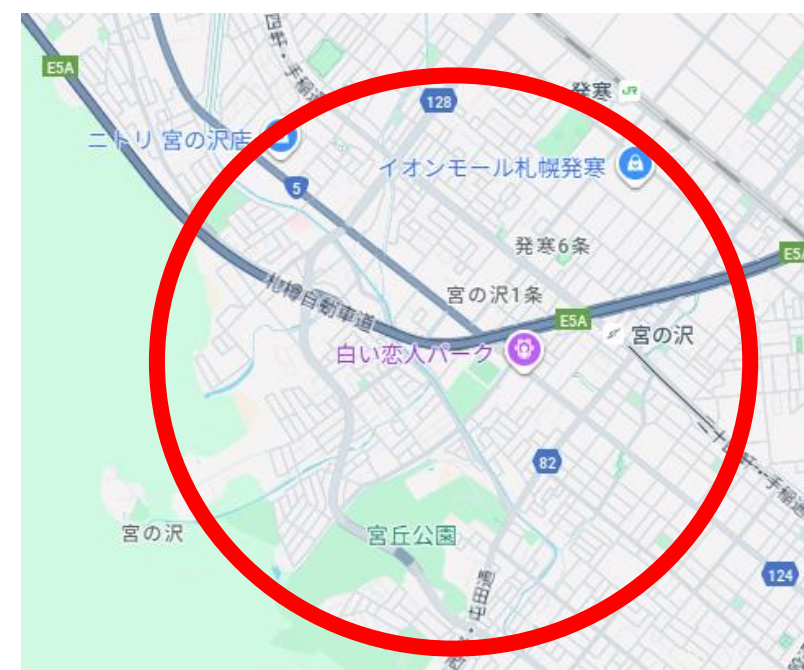 E5A
128
発寒
JR
ニトリ 宮の沢店
イオンモール札幌発寒
5
発寒6条
E5A
札樽自動車道
宮の沢1条
E5A
宮の沢
白い恋人パーク
82
宮の沢
宮丘公園
124